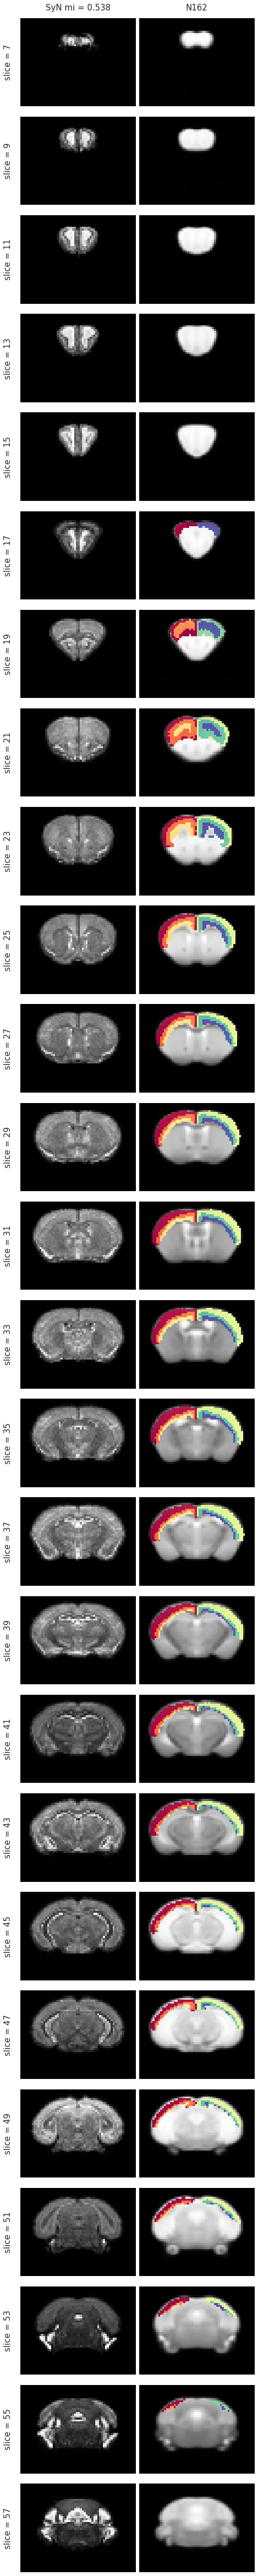 SyN mi = 0.538 N162
slice = 7
slice = 9
slice = 11
slice = 13
slice = 15
slice = 17
slice = 19
slice = 21
slice = 23
slice = 25
slice = 27
slice = 29
slice = 31
slice = 33
slice = 35
slice = 37
slice = 39
slice = 41
slice = 43
slice = 45
slice = 47
slice = 49
slice = 51
slice = 53
slice = 55
slice = 57